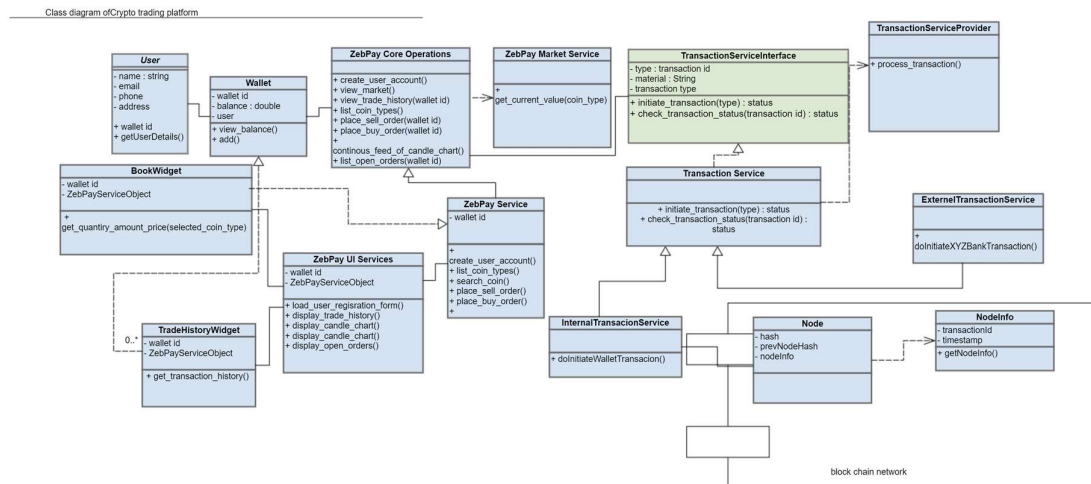 Class diagram ofCrypto trading platform
User
- name : string
- email
- phone
- address
+ wallet id
+ getUserDetails()
Wallet
- wallet id
- balance : double
- user
+ view_balance()
+ add()
ZebPay Core Operations
+ create_user_account()
+ view_market()
+ view_trade_history(wallet id)
+ list_coin_types()
+ place_sell_order(wallet id)
+ place_buy_order(wallet id)
+
continous_feed_of_candle_chart()
+ list_open_orders(wallet id)
ZebPay Market Service
+
get_current_value(coin_type)
TransactionServiceInterface
- type : transaction id
- material : String
- transaction type
+ initiate_transaction(type) : status
+ check_transaction_status(transaction id) : status
TransactionServiceProvider
+ process_transaction()
BookWidget
- wallet id
- ZebPayServiceObject
+
get_quantiry_amount_price(selected_coin_type)
ZebPay Service
- wallet id
+
create_user_account()
+ list_coin_types()
+ search_coin()
+ place_sell_order()
+ place_buy_order()
+
Transaction Service
+ initiate_transaction(type) : status
+ check_transaction_status(transaction id) :
status
ExternelTransactionService
+
doInitiateXYZBankTransaction()
ZebPay UI Services
- wallet id
- ZebPayServiceObject
+ load_user_regisration_form()
+ display_trade_history()
+ display_candle_chart()
+ display_candle_chart()
+ display_open_orders()
0..*
TradeHistoryWidget
- wallet id
- ZebPayServiceObject
+ get_transaction_history()
InternalTransacionService
+ doInitiateWalletTransacion()
Node
- hash
- prevNodeHash
- nodeInfo
NodeInfo
- transactionId
- timestamp
+ getNodeInfo()
block chain network